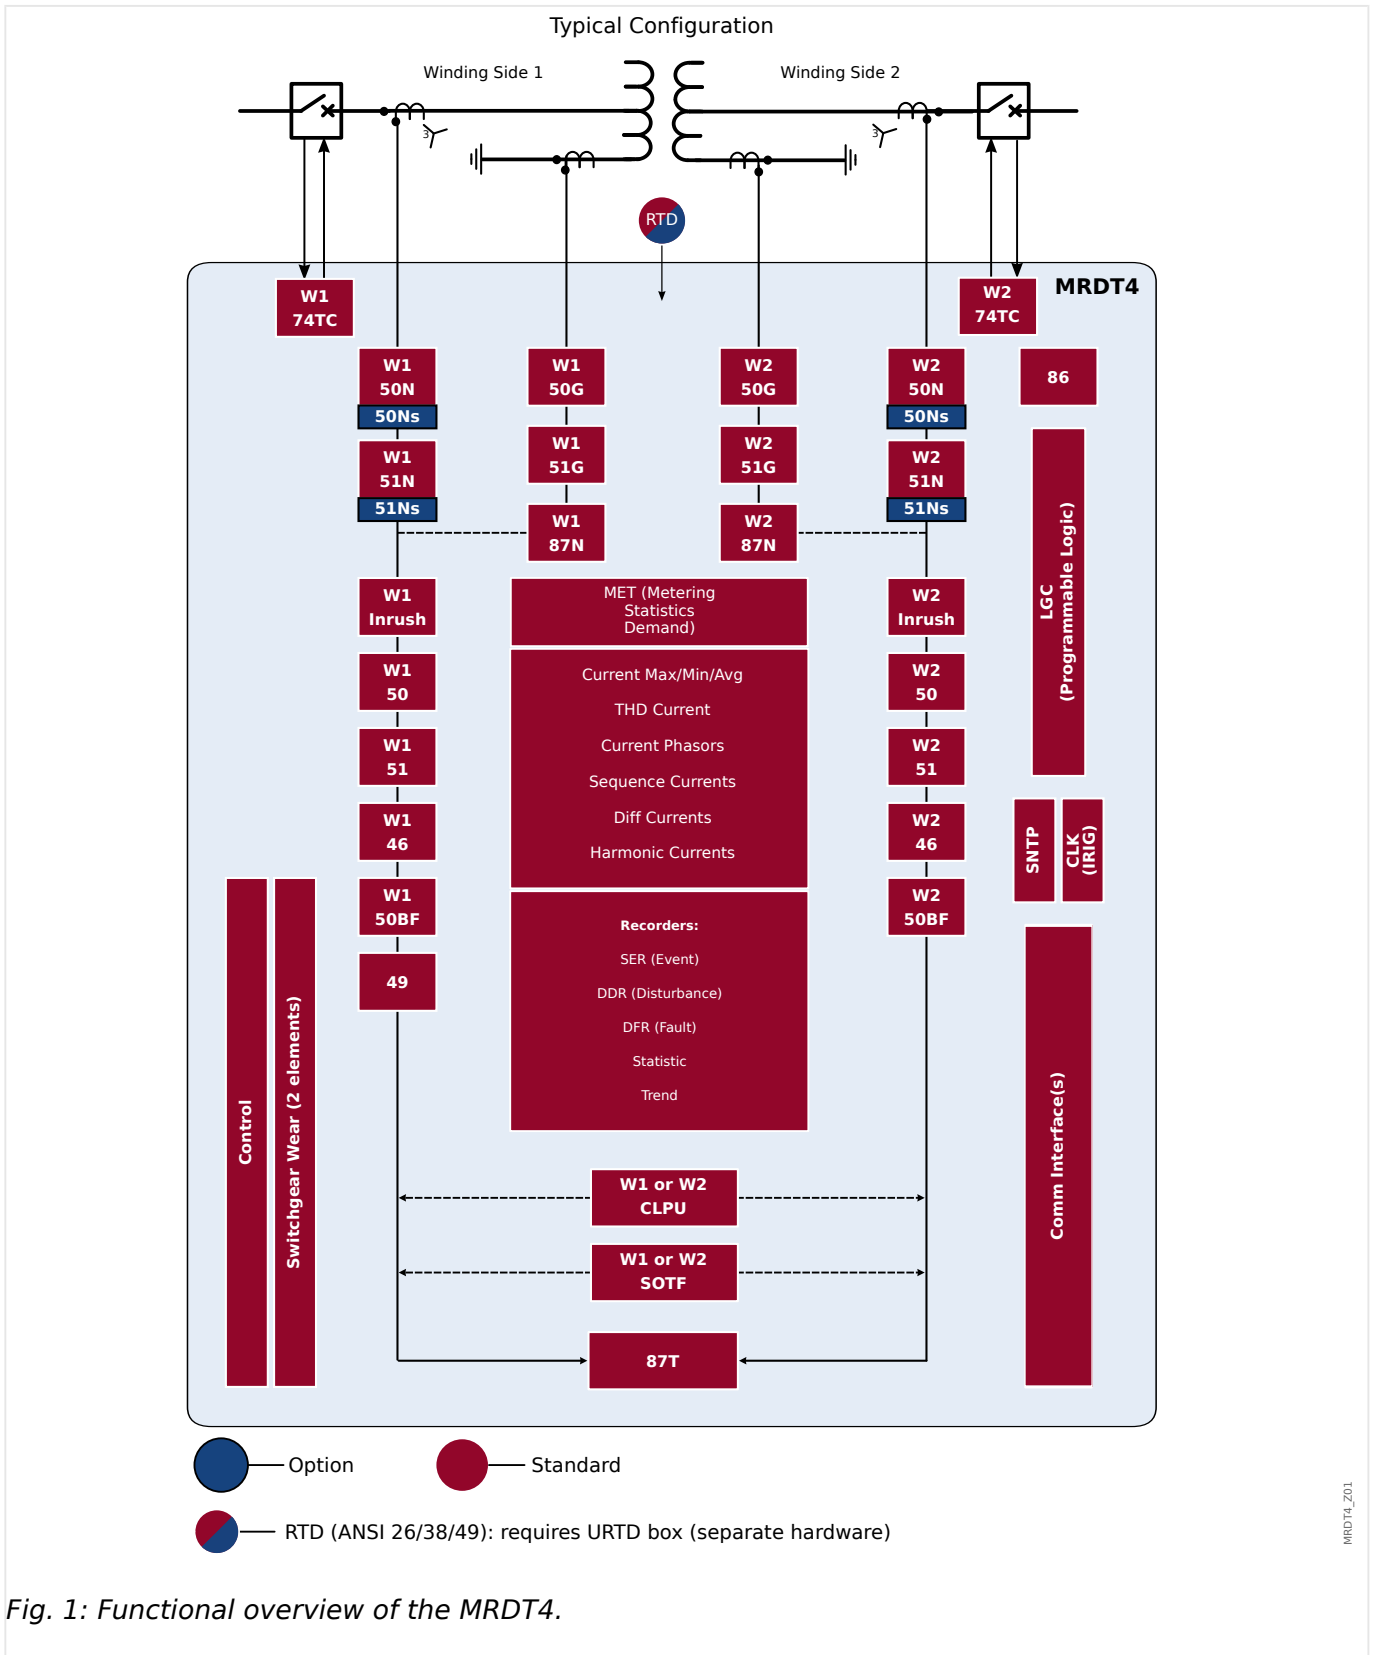 Typical Configuration
Winding Side 1
Winding Side 2
3
3
RTD
MRDT4
W1
74TC
W2
74TC
W1
50N
50Ns
W1
50G
W2
50G
W2
50N
50Ns
86
W1
51N
51Ns
W1
51G
W2
51G
W2
51N
51Ns
W1
87N
W2
87N
LGC
(Programmable Logic)
W1
Inrush
MET (Metering
Statistics
Demand)
W2
Inrush
W1
50
W2
50
Current Max/Min/Avg
THD Current
Current Phasors
Sequence Currents
Diff Currents
Harmonic Currents
W1
51
W2
51
W1
46
W2
46
SNTP
CLK
(IRIG)
W1
50BF
W2
50BF
49
Recorders:
SER (Event)
DDR (Disturbance)
DFR (Fault)
Statistic
Trend
Control
Switchgear Wear (2 elements)
Comm Interface(s)
W1 or W2
CLPU
W1 or W2
SOTF
87T
Option
Standard
RTD (ANSI 26/38/49): requires URTD box (separate hardware)
MRDT4_Z01
Fig. 1: Functional overview of the MRDT4.